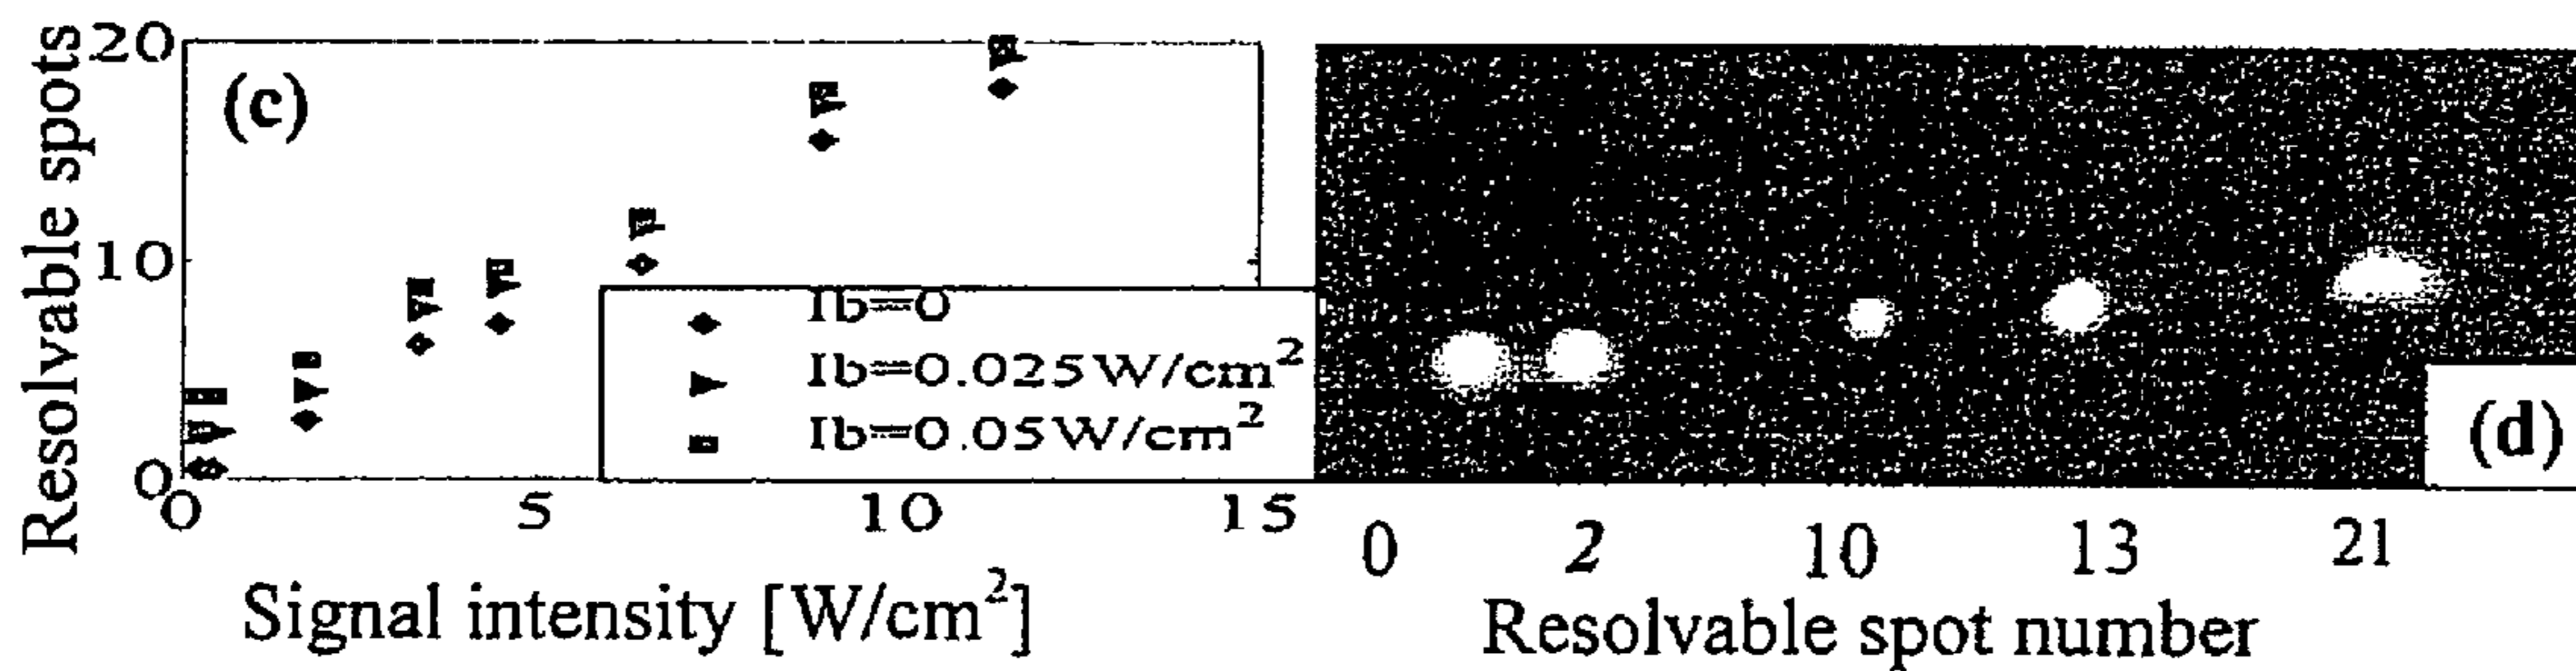 Resolvable spots
20
10
0
(c)
Ib=0
Ib=0.025W/cm²
Ib=0.05W/cm²
0 5 10 15
Signal intensity [W/cm²]
(d)
0 2 10 13 21
Resolvable spot number